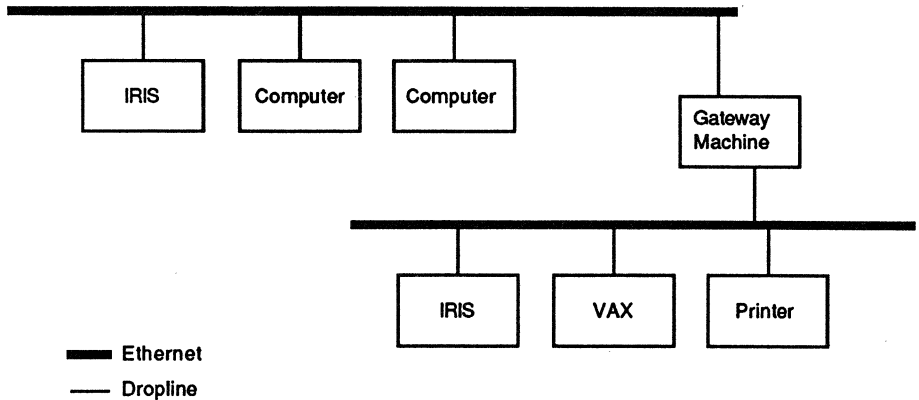 IRIS
Computer
Computer
Gateway
Machine
IRIS
VAX
Printer
Ethernet
Dropline